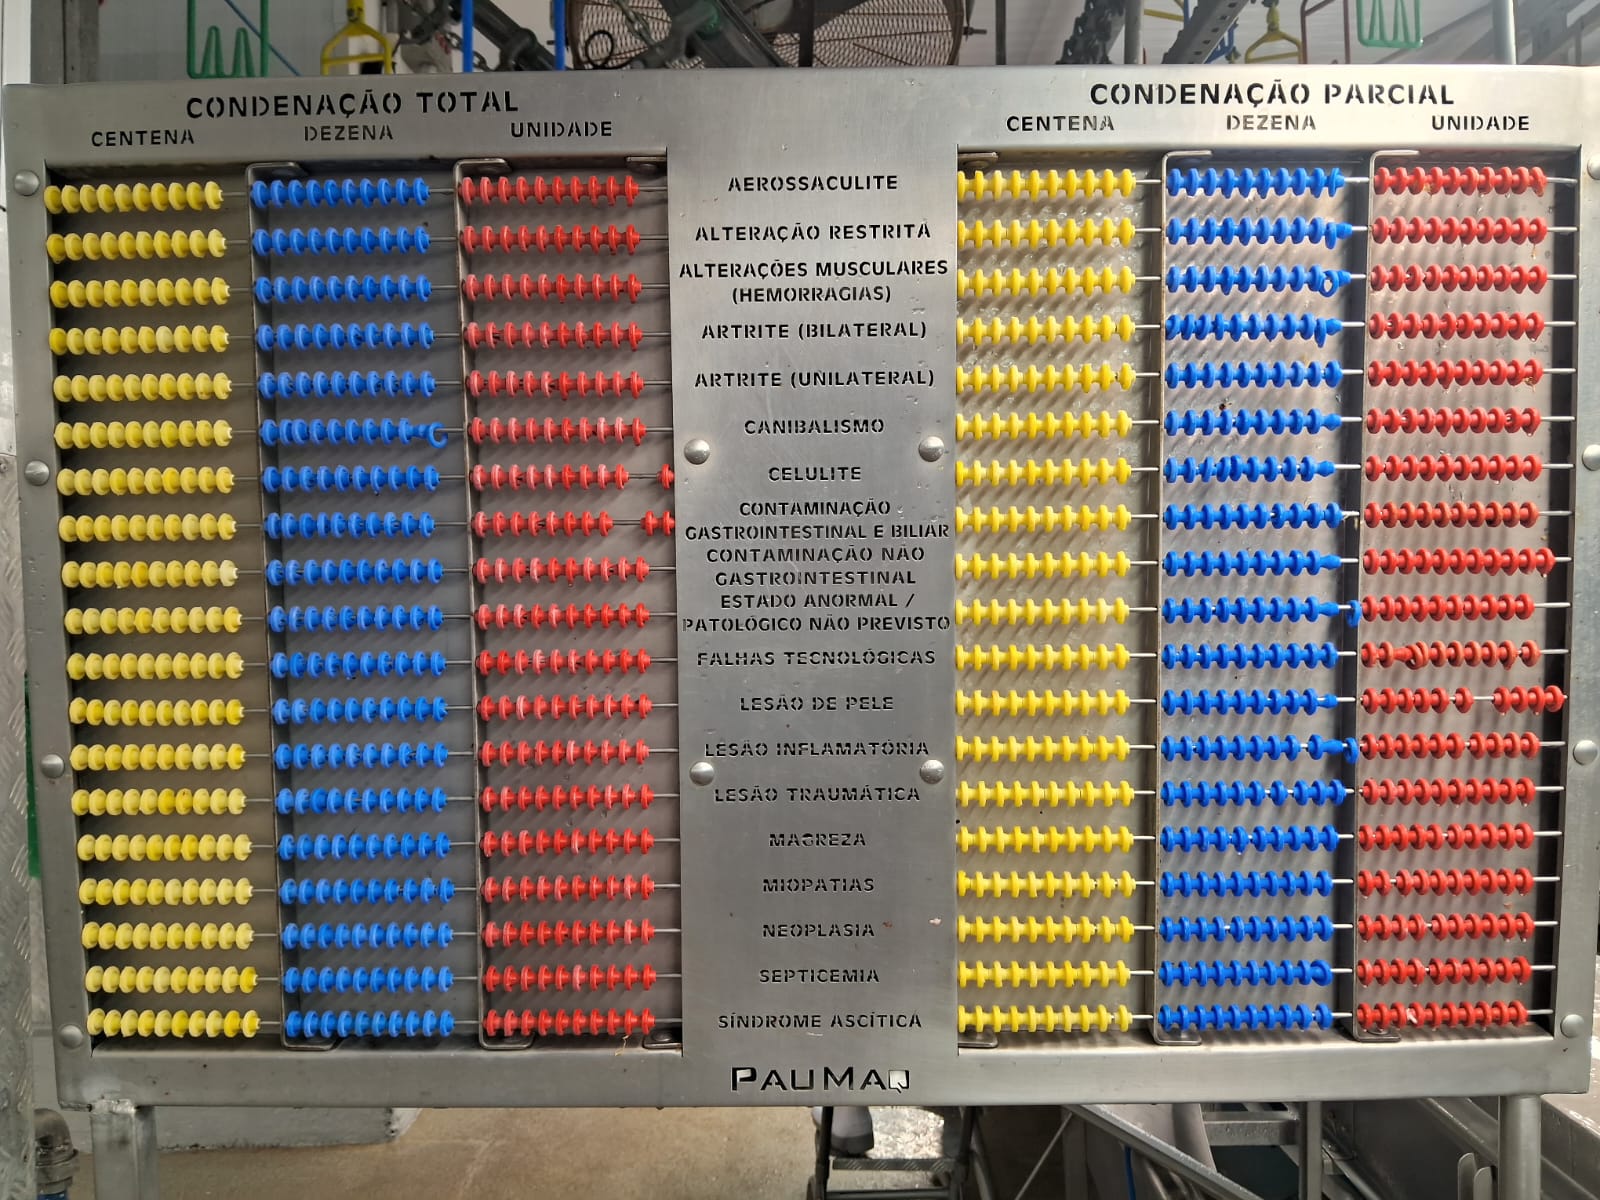 CONDENAÇÃO TOTAL
CENTENA DEZENA UNIDADE
CONDENAÇÃO PARCIAL
CENTENA DEZENA UNIDADE
AEROSSACULITE
ALTERAÇÃO RESTRITA
ALTERAÇÕES MUSCULARES
(HEMORRAGIAS)
ARTRITE (BILATERAL)
ARTRITE (UNILATERAL)
CANIBALISMO
CELULITE
CONTAMINAÇÃO
GASTROINTESTINAL E BILIAR
CONTAMINAÇÃO NÃO
GASTROINTESTINAL
ESTADO ANORMAL /
PATOLÓGICO NÃO PREVISTO
FALHAS TECNOLÓGICAS
LESÃO DE PELE
LESÃO INFLAMATÓRIA
LESÃO TRAUMÁTICA
MAGREZA
MIOPATIAS
NEOPLASIA
SEPTICEMIA
SÍNDROME ASCÍTICA
PAUMAQ